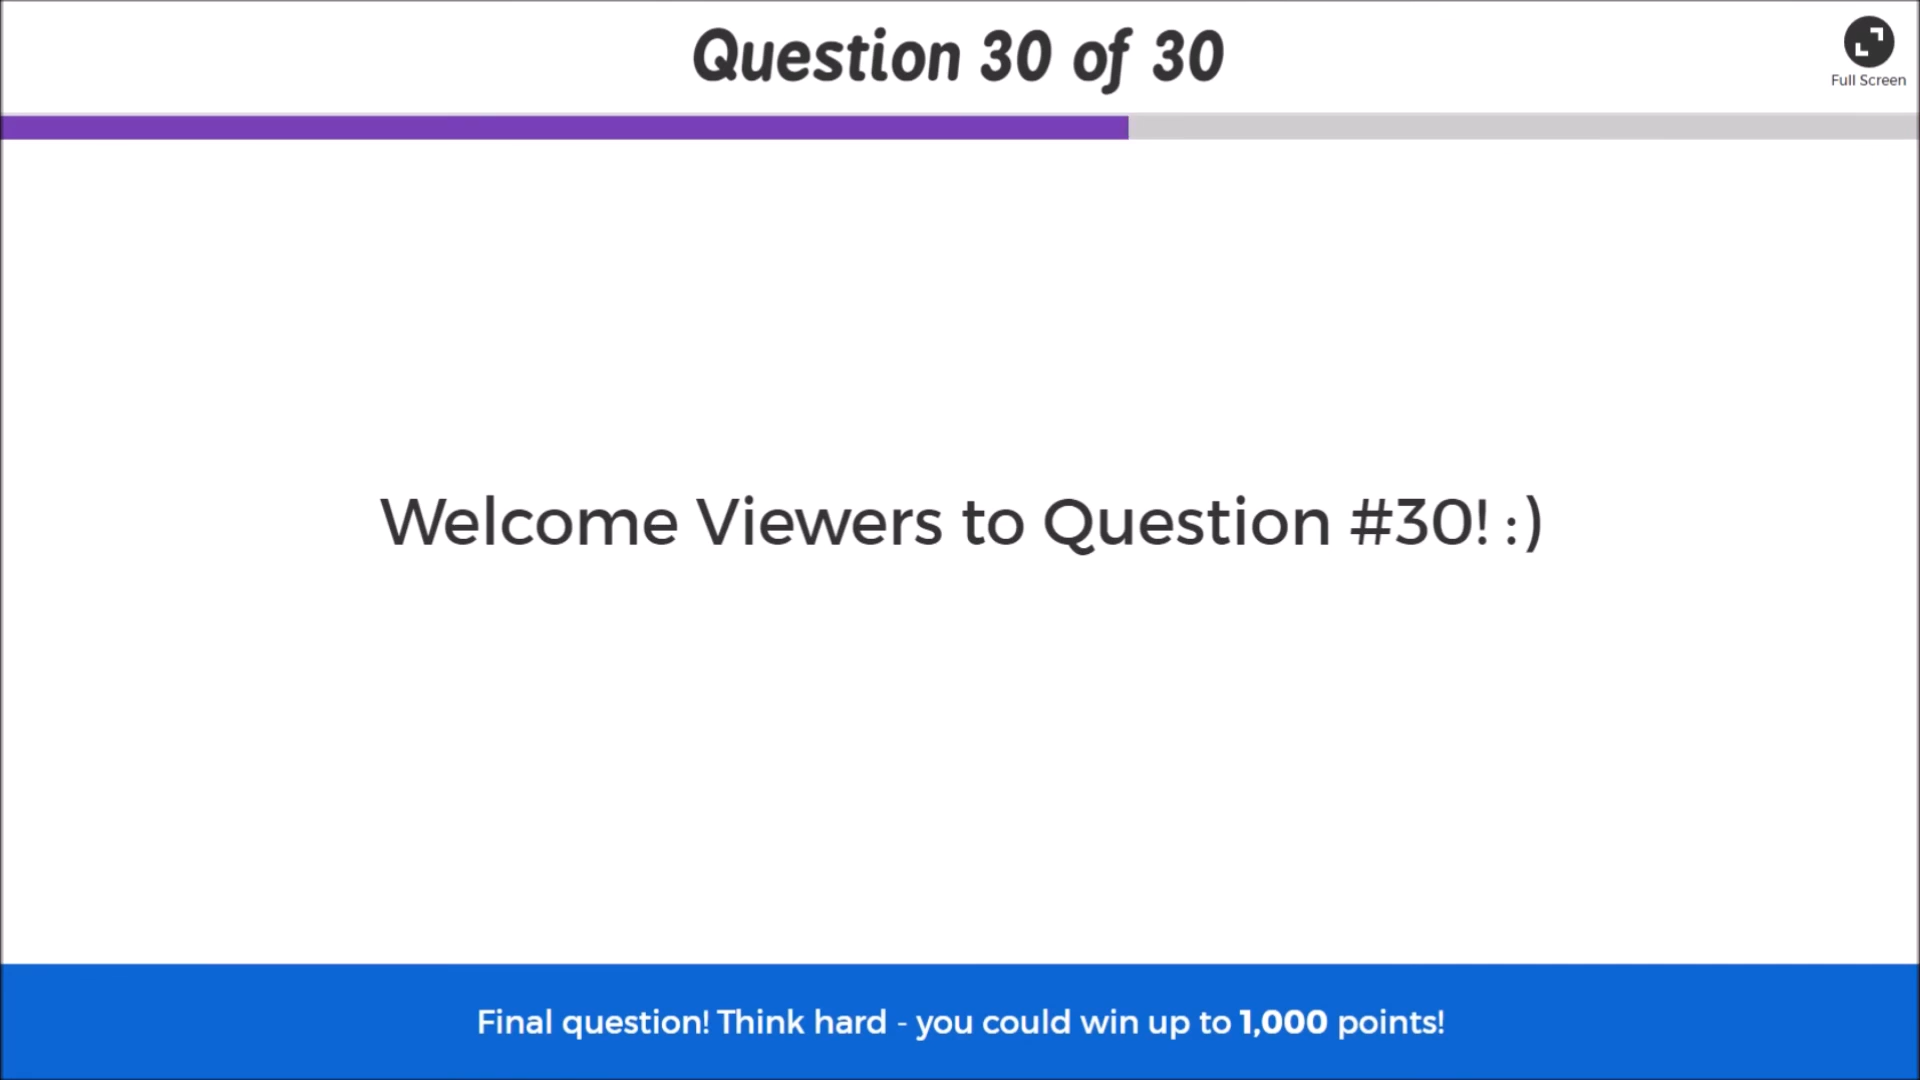 Question 30 of 30
Full Screen
Welcome Viewers to Question #30! :)
Final question! Think hard - you could win up to 1,000 points!